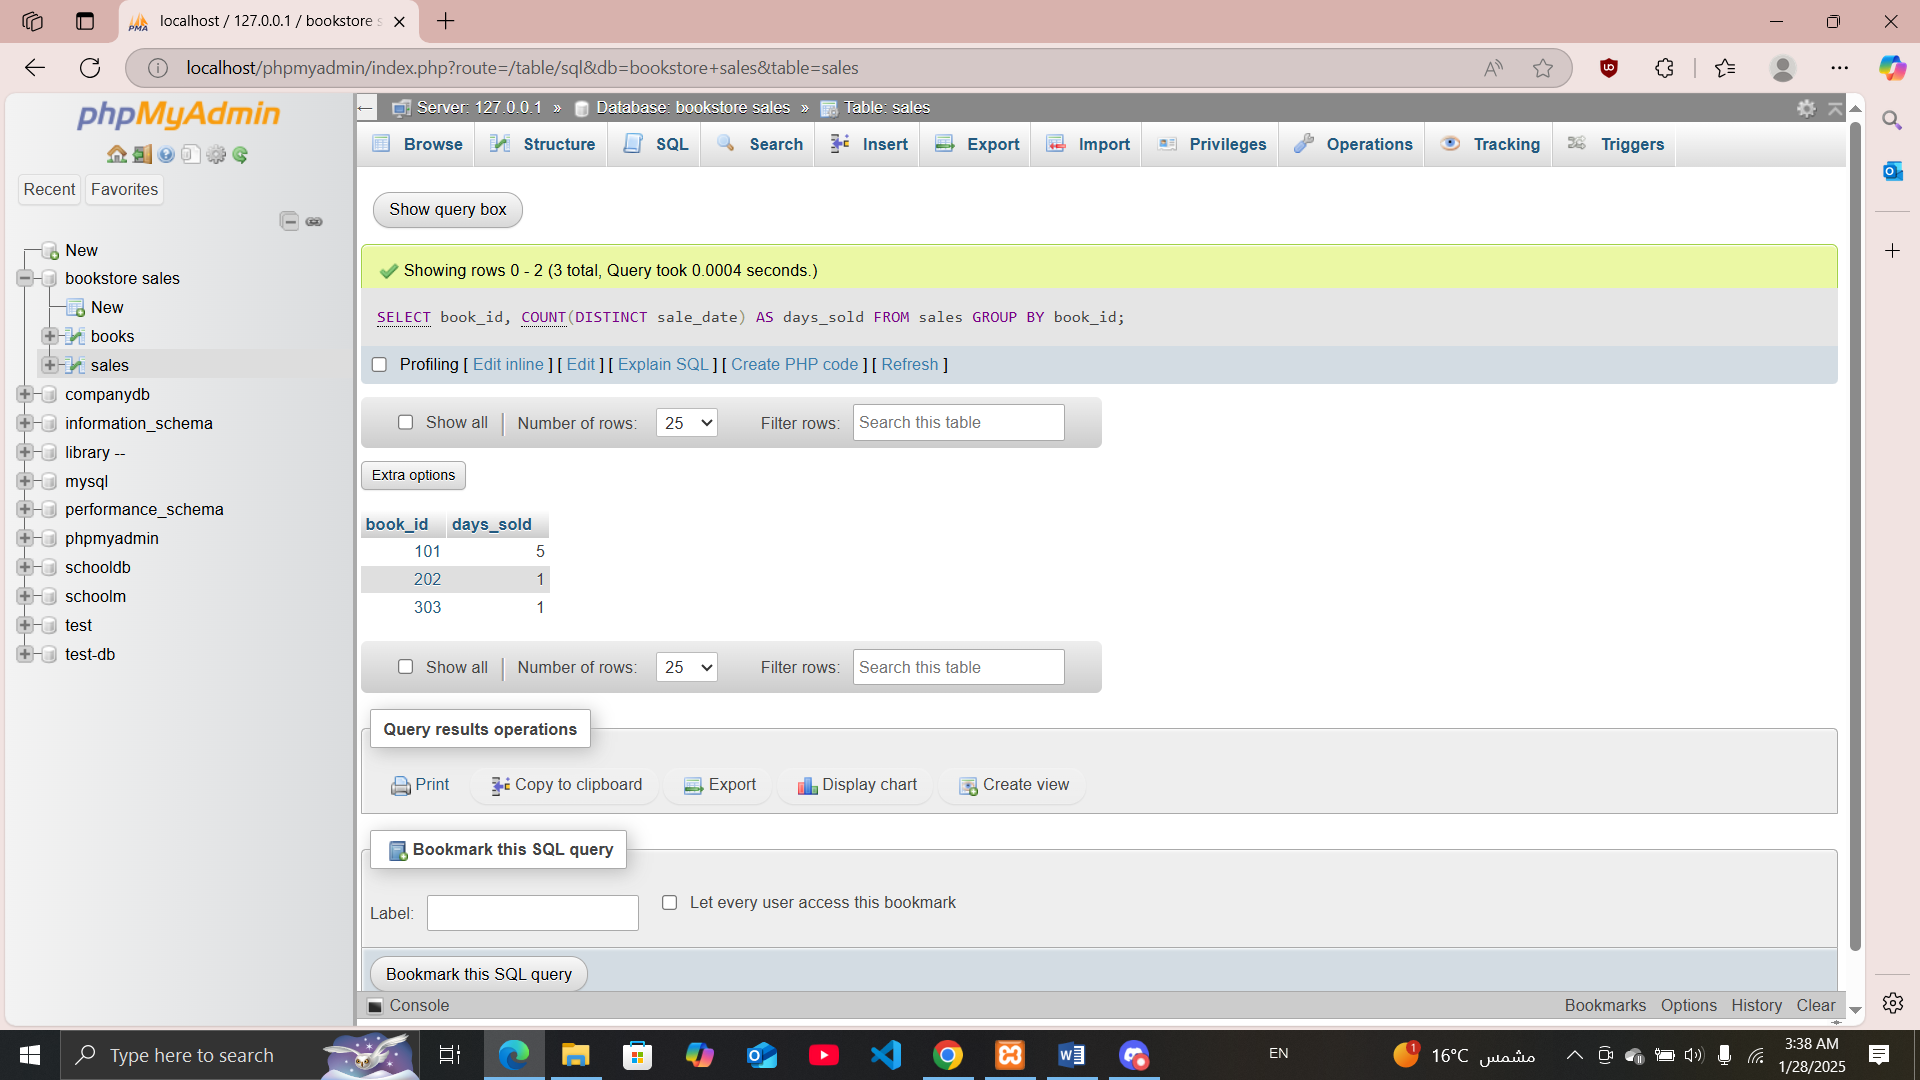 localhost / 127.0.0.1 / bookstore s
localhost/phpmyadmin/index.php?route=/table/sql&db=bookstore+sales&table=sales
phpMyAdmin
Recent
Favorites
New
bookstore sales
New
books
sales
companydb
information_schema
library --
mysql
performance_schema
phpmyadmin
schooldb
schoolm
test
test-db
Server: 127.0.0.1 » Database: bookstore sales » Table: sales
Browse Structure SQL Search Insert Export Import Privileges Operations Tracking Triggers
Show query box
Showing rows 0 - 2 (3 total, Query took 0.0004 seconds.)
SELECT book_id, COUNT(DISTINCT sale_date) AS days_sold FROM sales GROUP BY book_id;
Profiling [ Edit inline ] [ Edit ] [ Explain SQL ] [ Create PHP code ] [ Refresh ]
Show all Number of rows: 25 Filter rows: Search this table
Extra options
book_id days_sold
101 5
202 1
303 1
Show all Number of rows: 25 Filter rows: Search this table
Query results operations
Print Copy to clipboard Export Display chart Create view
Bookmark this SQL query
Label: Let every user access this bookmark
Bookmark this SQL query
Console Bookmarks Options History Clear
Type here to search
EN
1
16°C مشمس
3:38 AM
1/28/2025